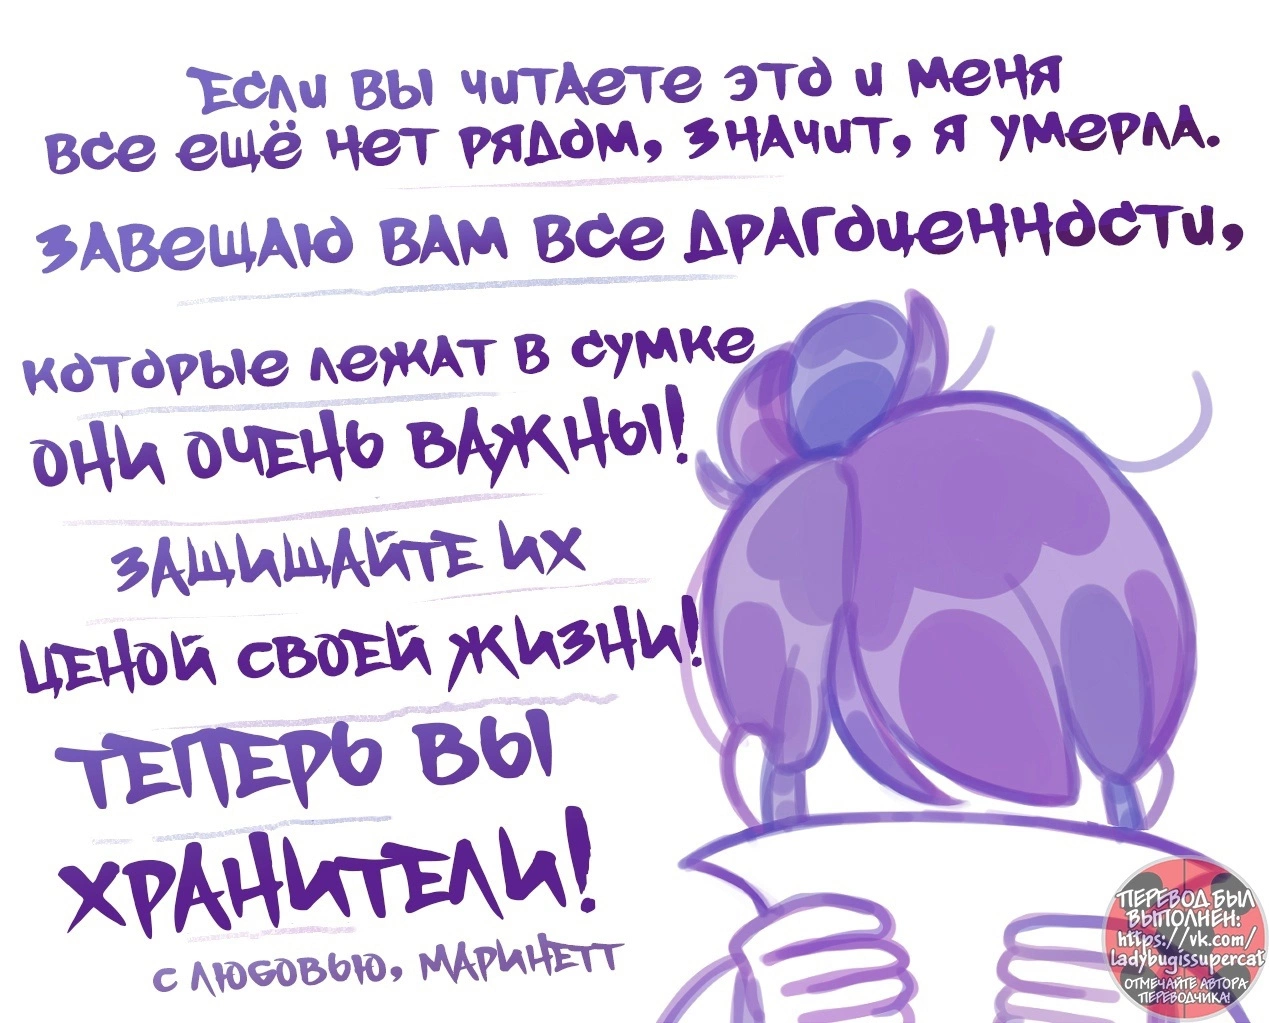 Если вы читаете это и меня
все ещё нет рядом, значит, я умерла.
Завещаю вам все драгоценности,
которые лежат в сумке
Они очень важны!
Защищайте их
ценой своей жизни!
Теперь вы
хранители!
с любовью, Маринетт
ПЕРЕВОД БЫЛ
ВЫПОЛНЕН:
https://vk.com/
ladybugissupercat
ОТМЕЧАЙТЕ АВТОРА
ПЕРЕВОДЧИКА!